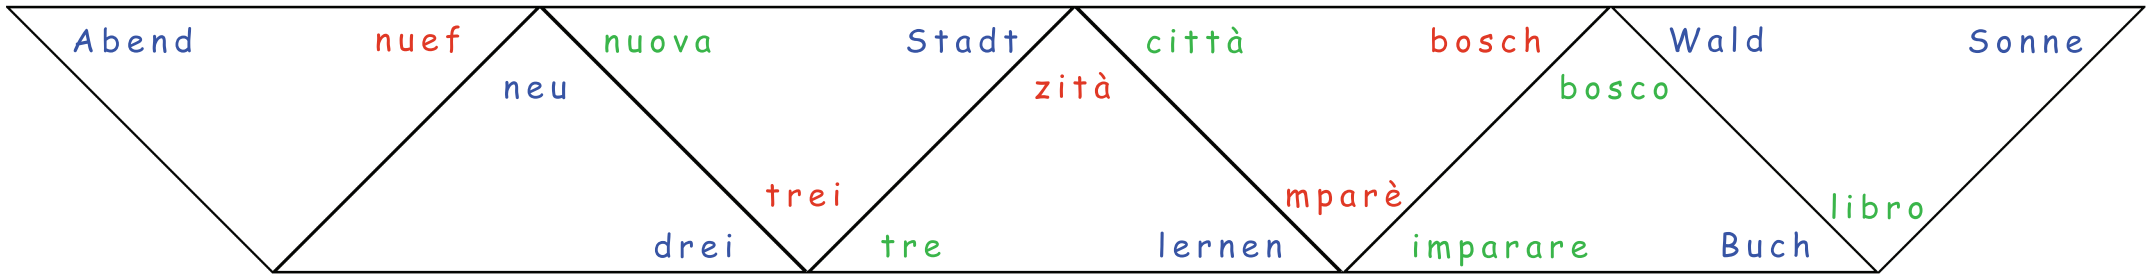 Abend nuef nuova Stadt città bosch Wald Sonne
neu zità bosco
trei mparè libro
drei tre lernen imparare Buch